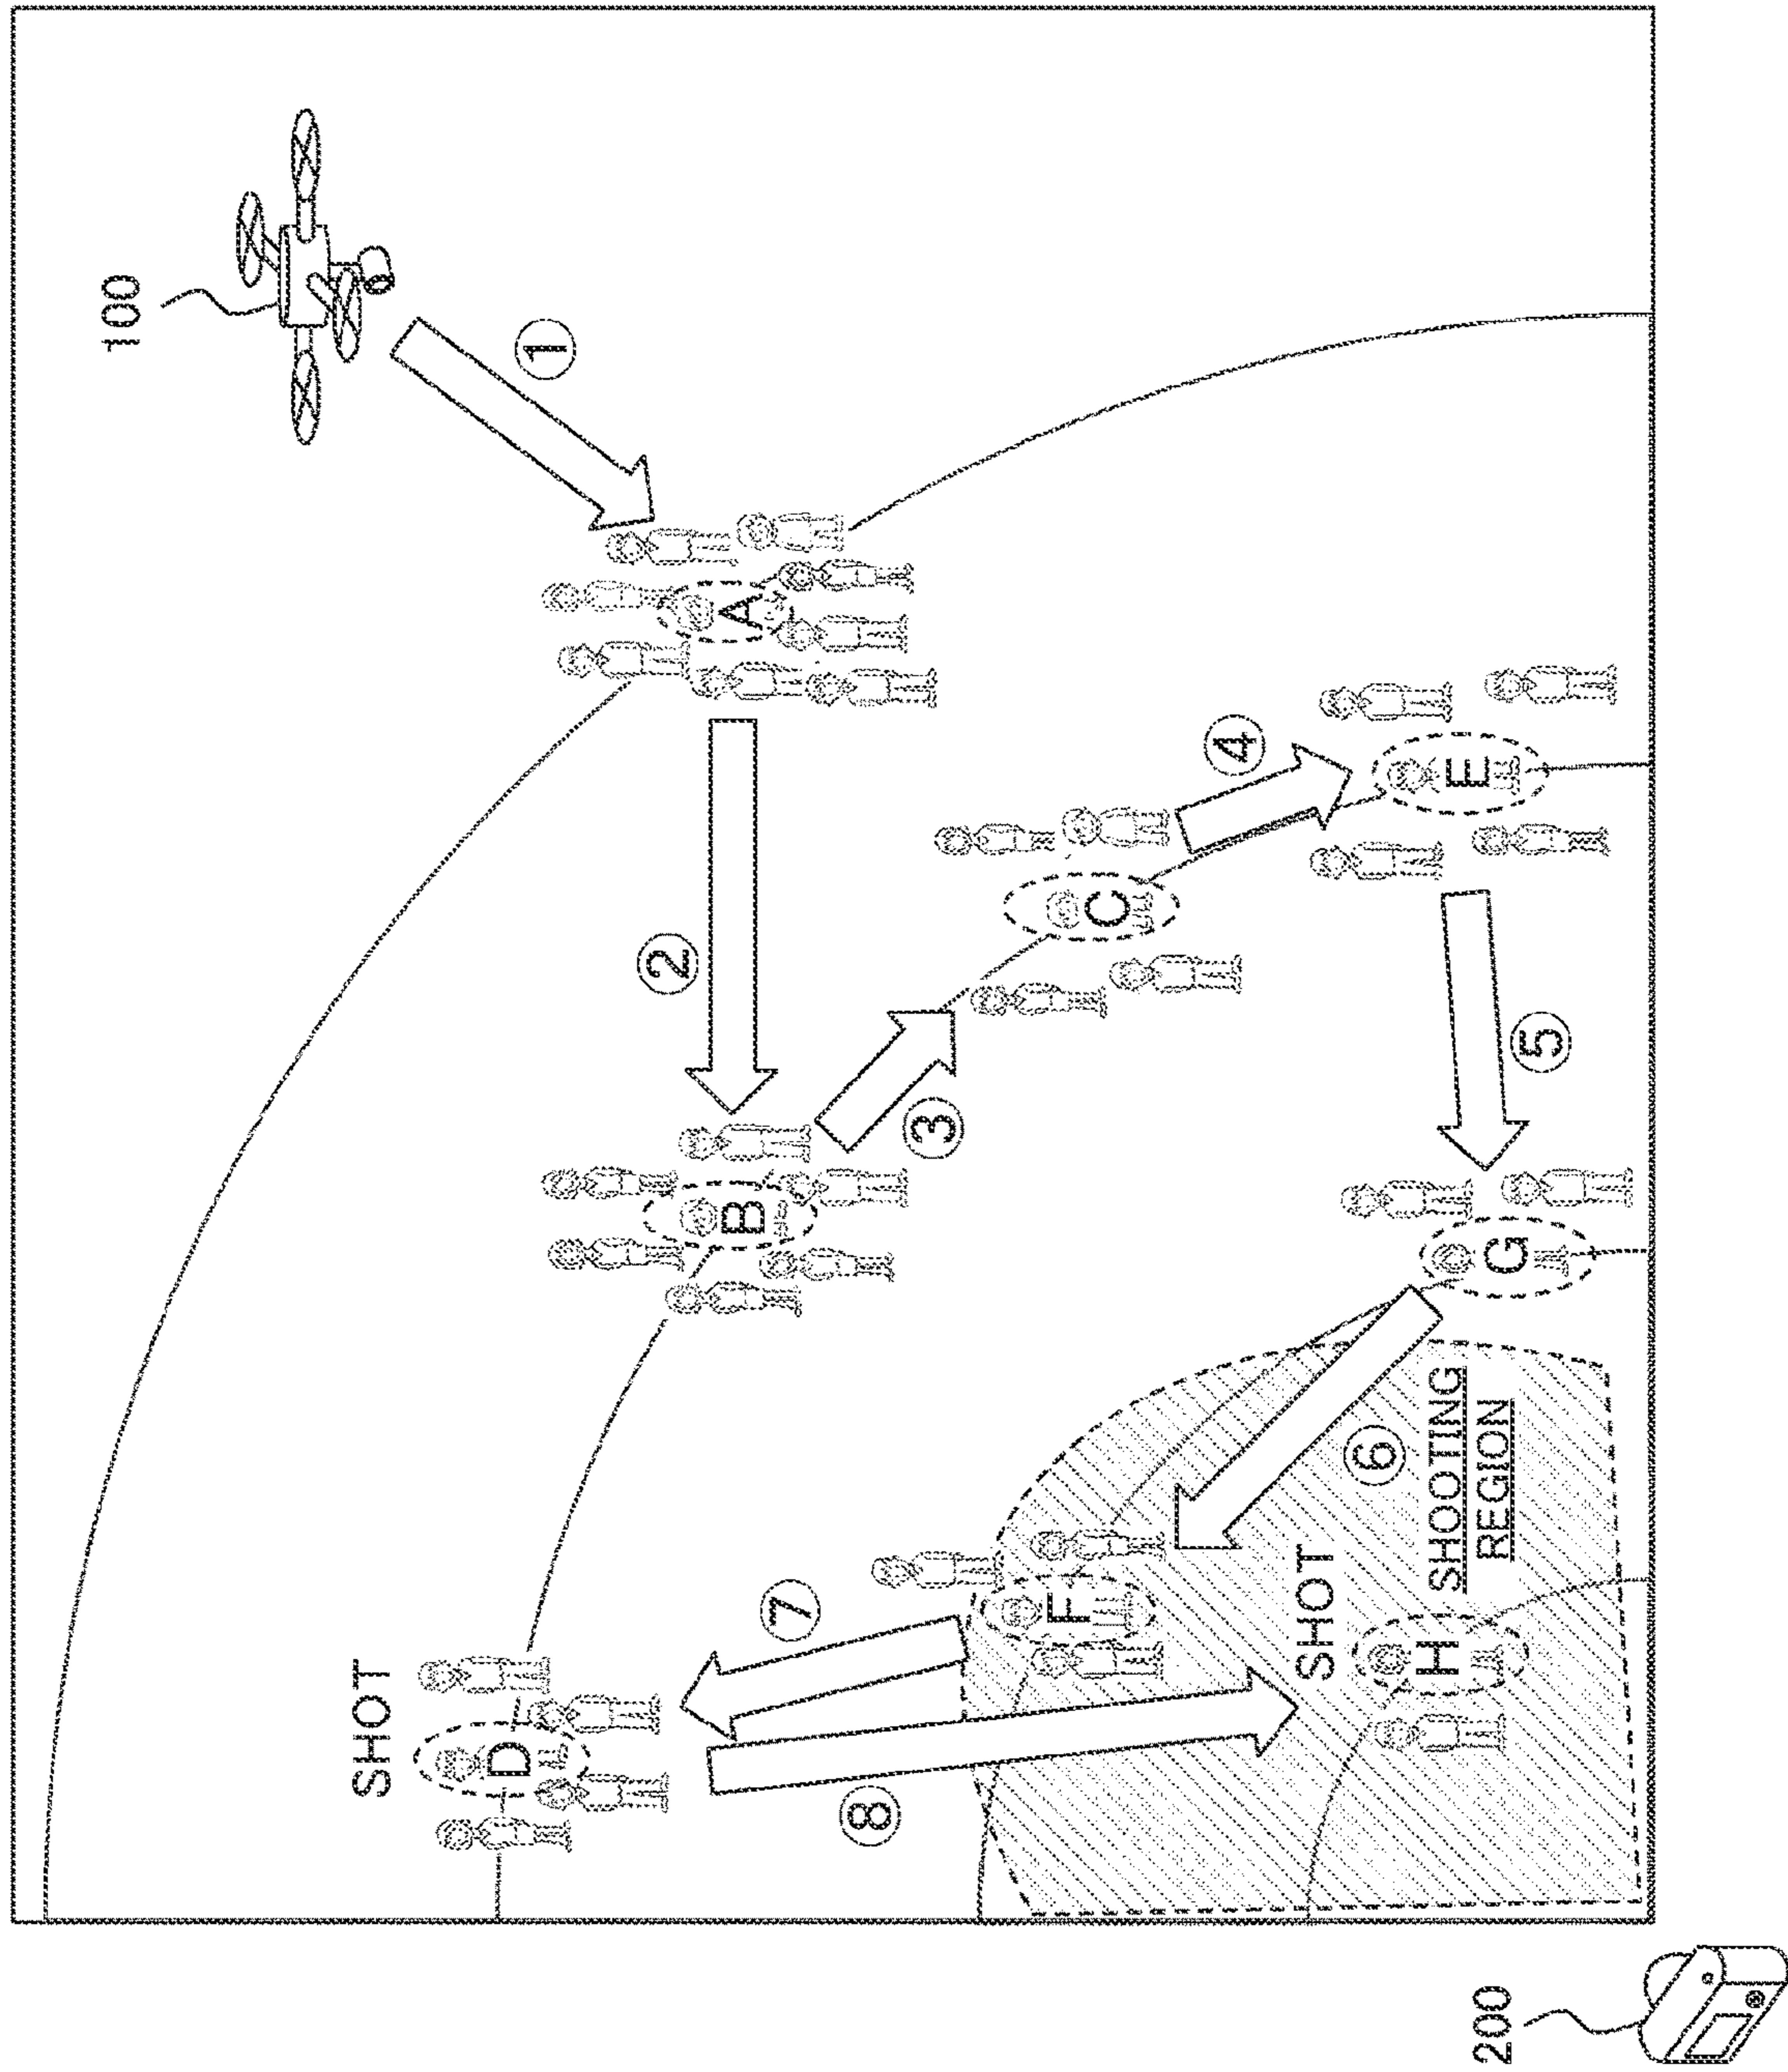 100
①
A
②
B
③
C
④
E
⑤
G
⑥
F
⑦
SHOT
D
⑧
SHOT
H
SHOOTING
REGION
200